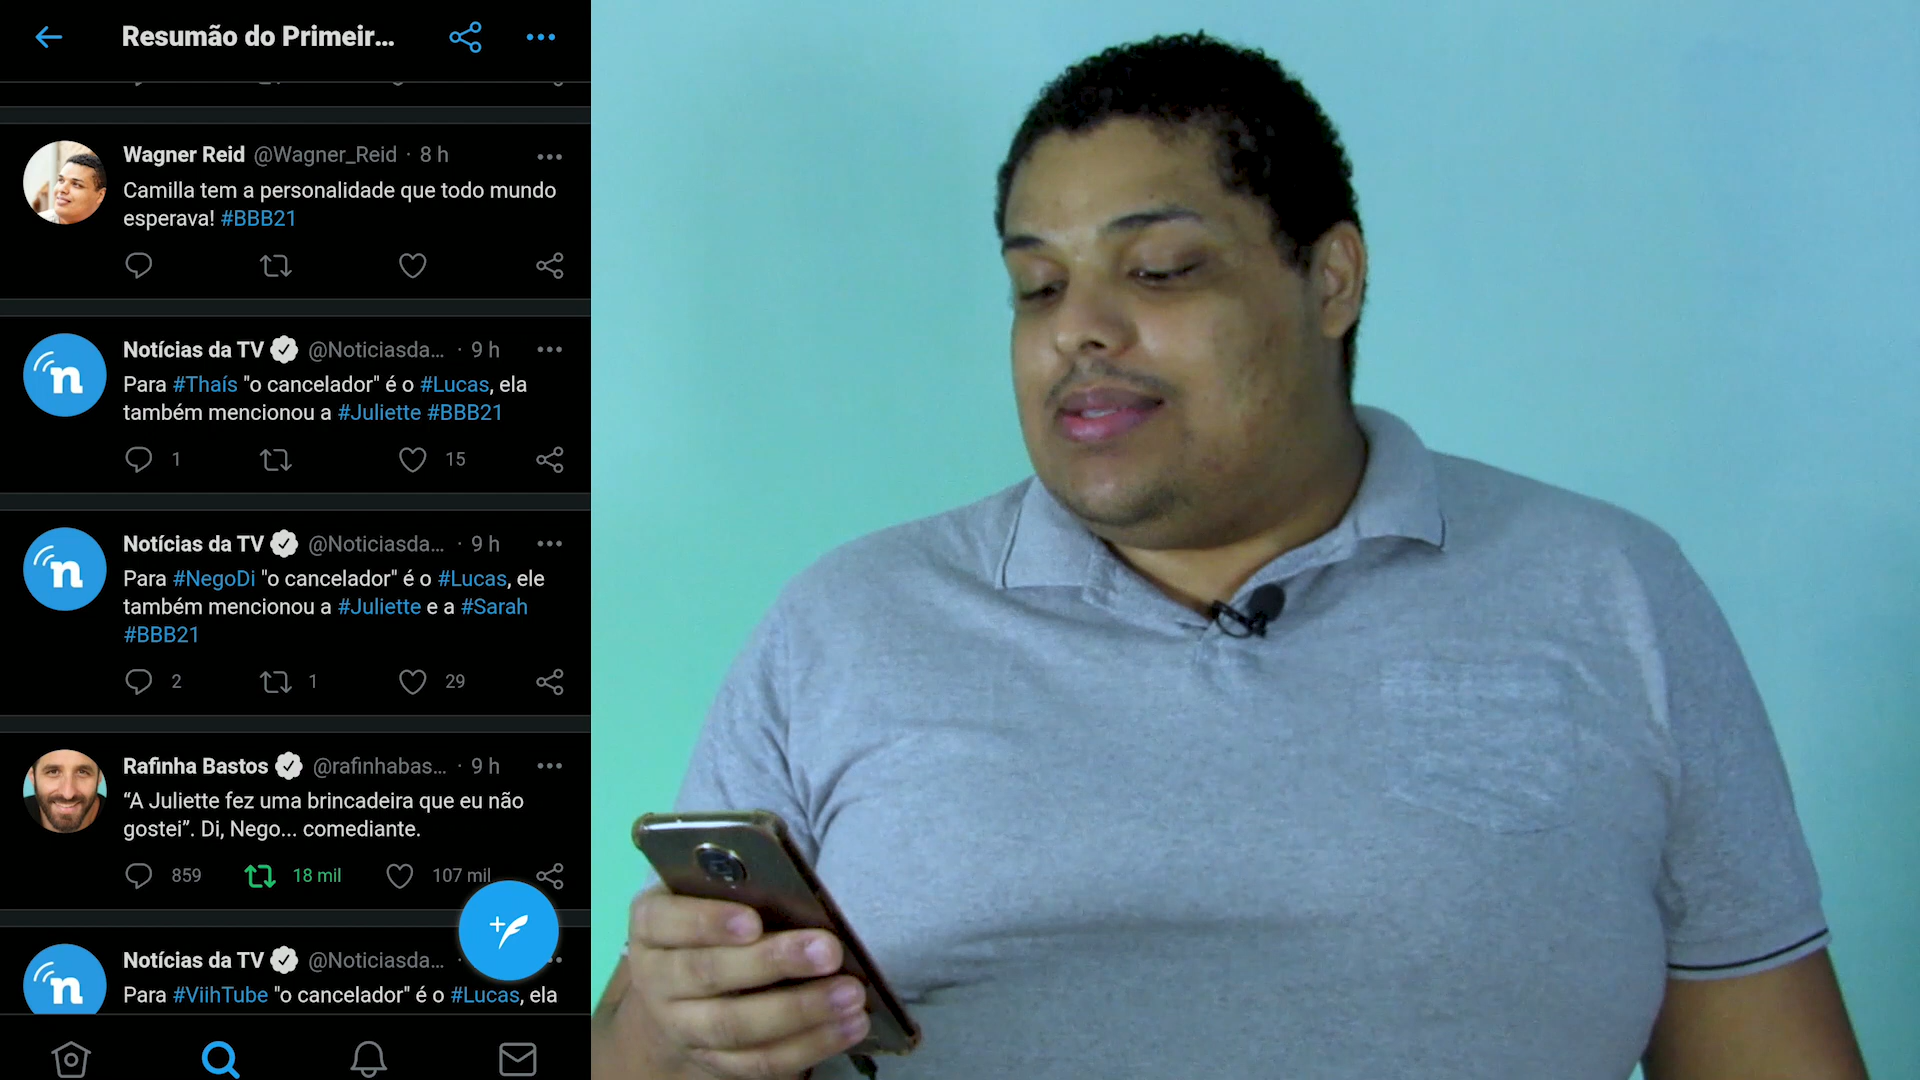 Resumão do Primeir...
Wagner Reid @Wagner_Reid · 8 h
Camilla tem a personalidade que todo mundo
esperava! #BBB21
Notícias da TV @Noticiasda... · 9 h
Para #Thaís "o cancelador" é o #Lucas, ela
também mencionou a #Juliette #BBB21
1 15
Notícias da TV @Noticiasda... · 9 h
Para #NegoDi "o cancelador" é o #Lucas, ele
também mencionou a #Juliette e a #Sarah
#BBB21
2 1 29
Rafinha Bastos @rafinhabas... · 9 h
“A Juliette fez uma brincadeira que eu não
gostei”. Di, Nego... comediante.
859 18 mil 107 mil
Notícias da TV @Noticiasda... ·
Para #ViihTube "o cancelador" é o #Lucas, ela